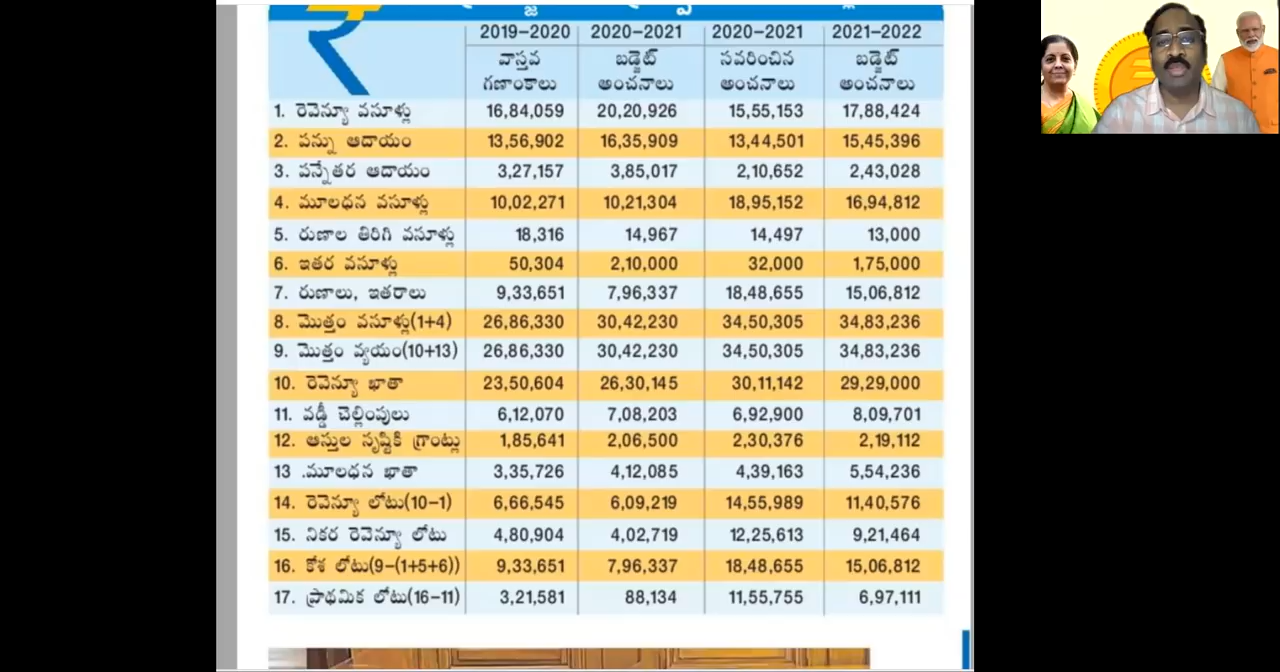 2019–2020 2020–2021 2020–2021 2021–2022
వాస్తవ బడ్జెట్ సవరించిన బడ్జెట్
గణాంకాలు అంచనాలు అంచనాలు అంచనాలు
1. రెవెన్యూ వసూళ్లు 16,84,059 20,20,926 15,55,153 17,88,424
2. పన్ను ఆదాయం 13,56,902 16,35,909 13,44,501 15,45,396
3. పన్నేతర ఆదాయం 3,27,157 3,85,017 2,10,652 2,43,028
4. మూలధన వసూళ్లు 10,02,271 10,21,304 18,95,152 16,94,812
5. రుణాల తిరిగి వసూళ్లు 18,316 14,967 14,497 13,000
6. ఇతర వసూళ్లు 50,304 2,10,000 32,000 1,75,000
7. రుణాలు, ఇతరాలు 9,33,651 7,96,337 18,48,655 15,06,812
8. మొత్తం వసూళ్లు(1+4) 26,86,330 30,42,230 34,50,305 34,83,236
9. మొత్తం వ్యయం(10+13) 26,86,330 30,42,230 34,50,305 34,83,236
10. రెవెన్యూ ఖాతా 23,50,604 26,30,145 30,11,142 29,29,000
11. వడ్డీ చెల్లింపులు 6,12,070 7,08,203 6,92,900 8,09,701
12. ఆస్తుల సృష్టికి గ్రాంట్లు 1,85,641 2,06,500 2,30,376 2,19,112
13 .మూలధన ఖాతా 3,35,726 4,12,085 4,39,163 5,54,236
14. రెవెన్యూ లోటు(10–1) 6,66,545 6,09,219 14,55,989 11,40,576
15. నికర రెవెన్యూ లోటు 4,80,904 4,02,719 12,25,613 9,21,464
16. కోశ లోటు(9–(1+5+6)) 9,33,651 7,96,337 18,48,655 15,06,812
17. ప్రాథమిక లోటు(16–11) 3,21,581 88,134 11,55,755 6,97,111